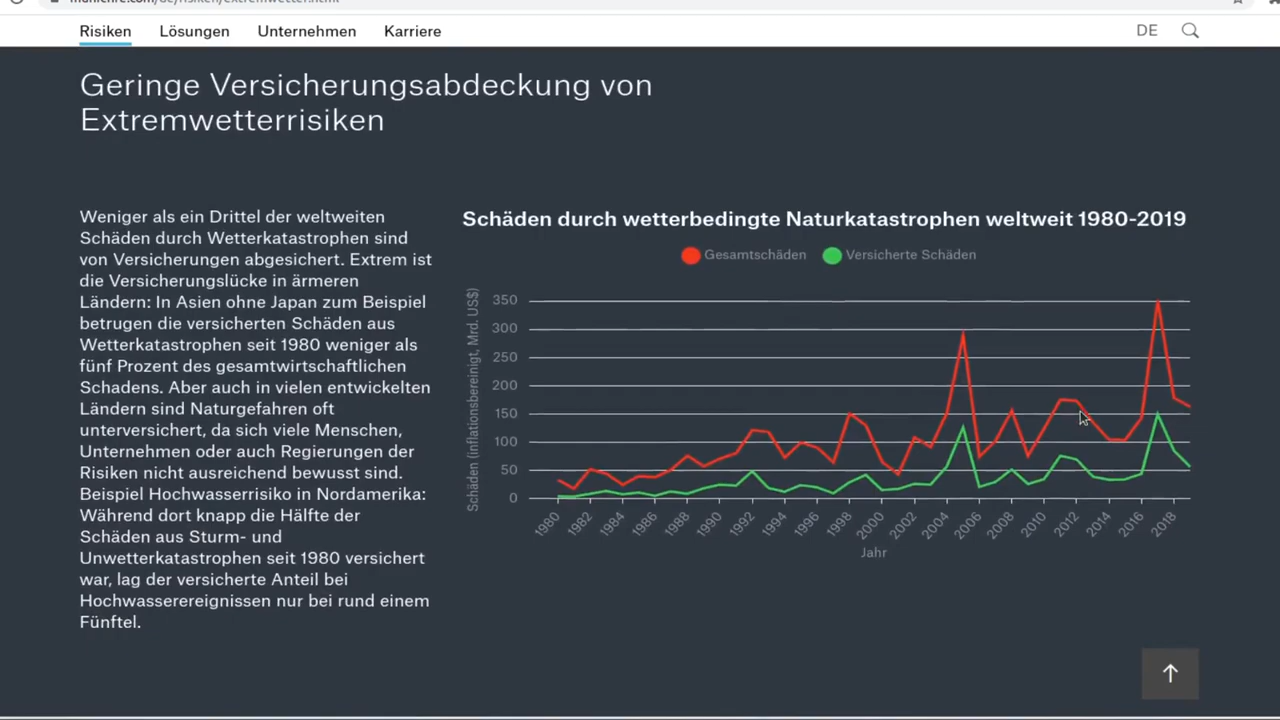 Risiken
Lösungen
Unternehmen
Karriere
DE
Geringe Versicherungsabdeckung von
Extremwetterrisiken
Weniger als ein Drittel der weltweiten
Schäden durch Wetterkatastrophen sind
von Versicherungen abgesichert. Extrem ist
die Versicherungslücke in ärmeren
Ländern: In Asien ohne Japan zum Beispiel
betrugen die versicherten Schäden aus
Wetterkatastrophen seit 1980 weniger als
fünf Prozent des gesamtwirtschaftlichen
Schadens. Aber auch in vielen entwickelten
Ländern sind Naturgefahren oft
unterversichert, da sich viele Menschen,
Unternehmen oder auch Regierungen der
Risiken nicht ausreichend bewusst sind.
Beispiel Hochwasserrisiko in Nordamerika:
Während dort knapp die Hälfte der
Schäden aus Sturm- und
Unwetterkatastrophen seit 1980 versichert
war, lag der versicherte Anteil bei
Hochwasserereignissen nur bei rund einem
Fünftel.
Schäden durch wetterbedingte Naturkatastrophen weltweit 1980-2019
Gesamtschäden
Versicherte Schäden
Schäden (inflationsbereinigt, Mrd. US$)
350
300
250
200
150
100
50
0
1980
1982
1984
1986
1988
1990
1992
1994
1996
1998
2000
2002
2004
2006
2008
2010
2012
2014
2016
2018
Jahr